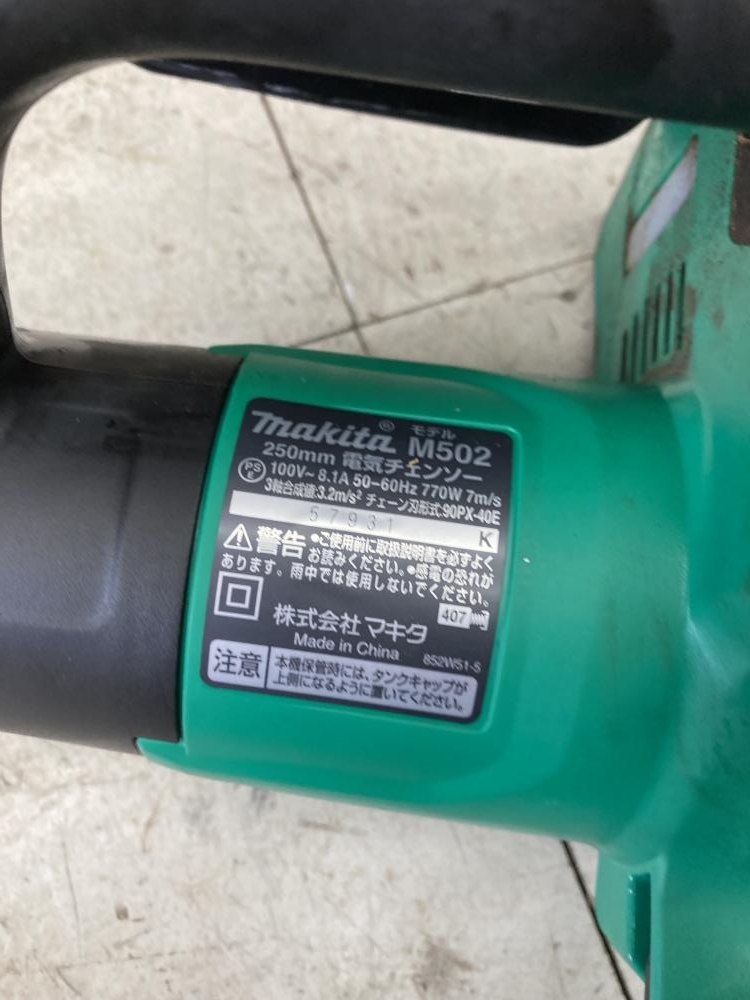 makita® モデル M502
250mm 電気チェンソー
PSE 100V~ 8.1A 50-60Hz 770W 7m/s
3軸合成値:3.2m/s² チェーン刃形式:90PX-40E
57931 K
警告 •ご使用前に取扱説明書を必ずよく
お読みください。•感電の恐れが
あります。雨中では使用しないでください。
407
株式会社 マキタ
Made in China 852W51-5
注意 本機保管時には、タンクキャップが
上側になるように置いてください。